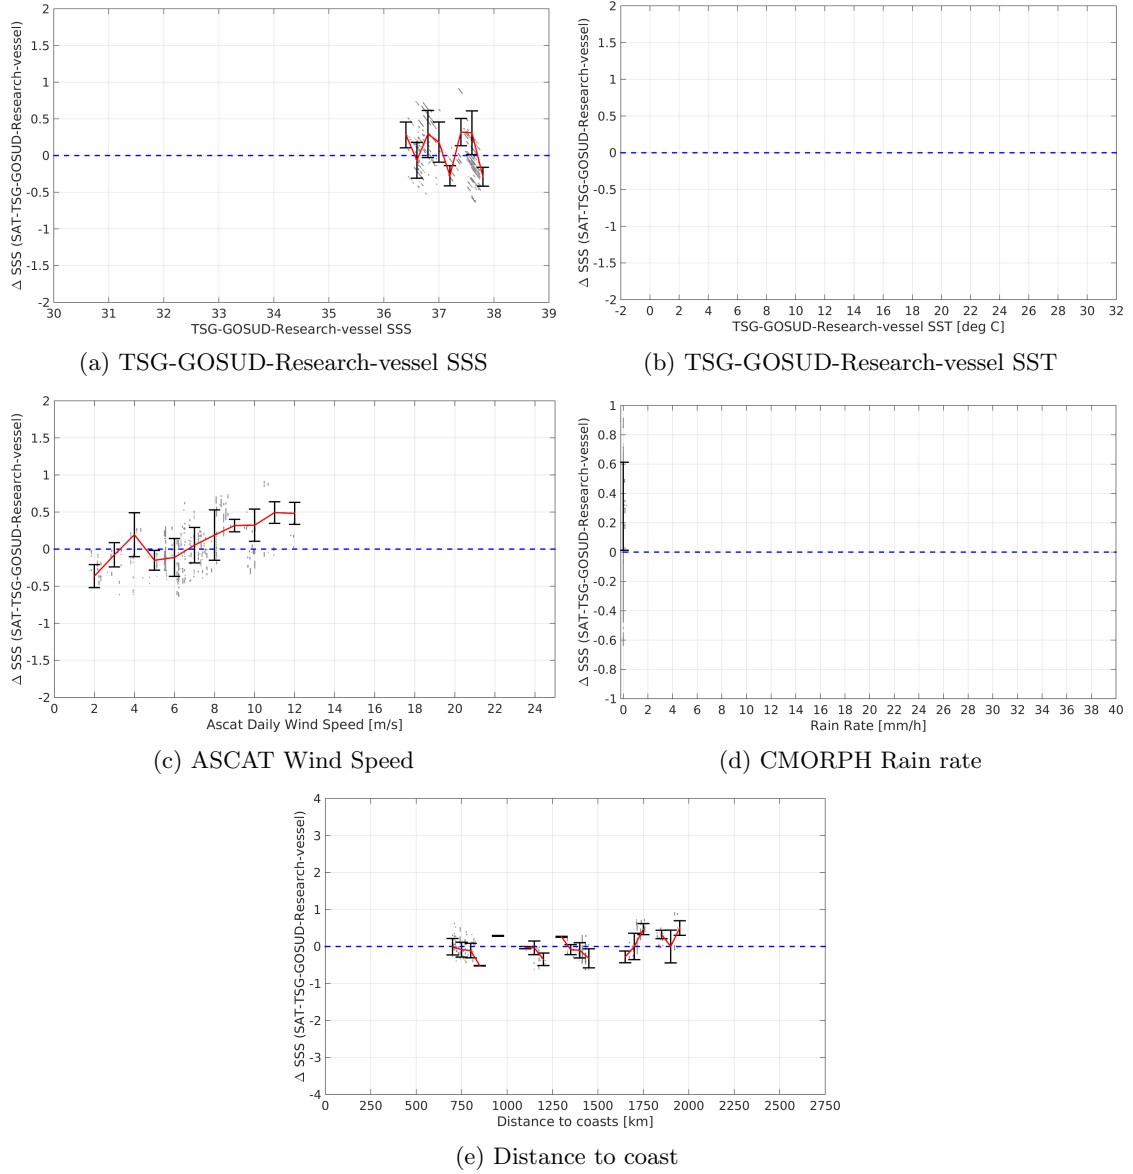 Δ SSS (SAT-TSG-GOSUD-Research-vessel)
2
1.5
1
0.5
0
-0.5
-1
-1.5
-2
30 31 32 33 34 35 36 37 38 39
TSG-GOSUD-Research-vessel SSS
(a) TSG-GOSUD-Research-vessel SSS
Δ SSS (SAT-TSG-GOSUD-Research-vessel)
2
1.5
1
0.5
0
-0.5
-1
-1.5
-2
-2 0 2 4 6 8 10 12 14 16 18 20 22 24 26 28 30 32
TSG-GOSUD-Research-vessel SST [deg C]
(b) TSG-GOSUD-Research-vessel SST
Δ SSS (SAT-TSG-GOSUD-Research-vessel)
2
1.5
1
0.5
0
-0.5
-1
-1.5
-2
0 2 4 6 8 10 12 14 16 18 20 22 24
Ascat Daily Wind Speed [m/s]
(c) ASCAT Wind Speed
Δ SSS (SAT-TSG-GOSUD-Research-vessel)
1
0.8
0.6
0.4
0.2
0
-0.2
-0.4
-0.6
-0.8
-1
0 2 4 6 8 10 12 14 16 18 20 22 24 26 28 30 32 34 36 38 40
Rain Rate [mm/h]
(d) CMORPH Rain rate
Δ SSS (SAT-TSG-GOSUD-Research-vessel)
4
3
2
1
0
-1
-2
-3
-4
0 250 500 750 1000 1250 1500 1750 2000 2250 2500 2750
Distance to coasts [km]
(e) Distance to coast